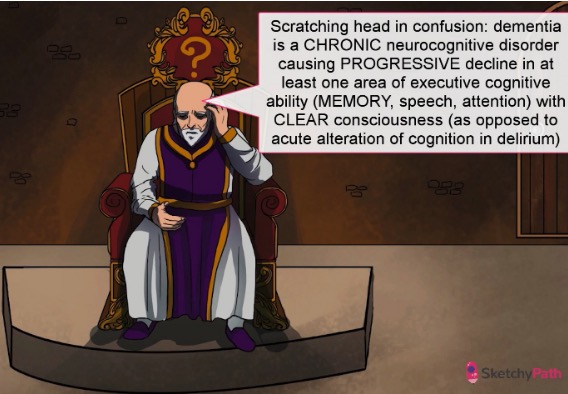 ?
Scratching head in confusion: dementia
is a CHRONIC neurocognitive disorder
causing PROGRESSIVE decline in at
least one area of executive cognitive
ability (MEMORY, speech, attention) with
CLEAR consciousness (as opposed to
acute alteration of cognition in delirium)
SketchyPath